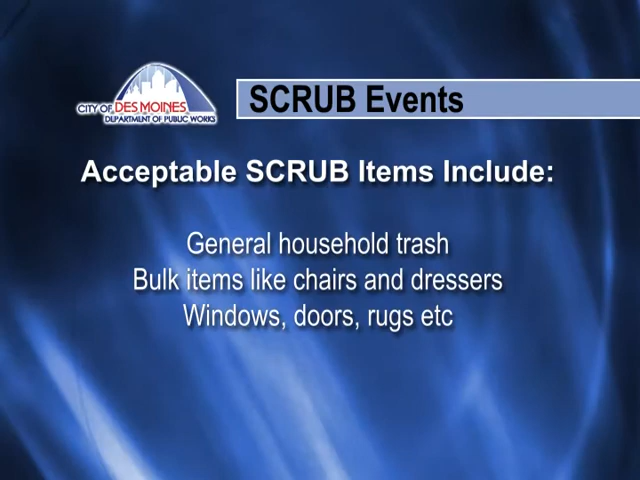 CITY OF DES MOINES
DEPARTMENT OF PUBLIC WORKS
SCRUB Events
Acceptable SCRUB Items Include:
General household trash
Bulk items like chairs and dressers
Windows, doors, rugs etc